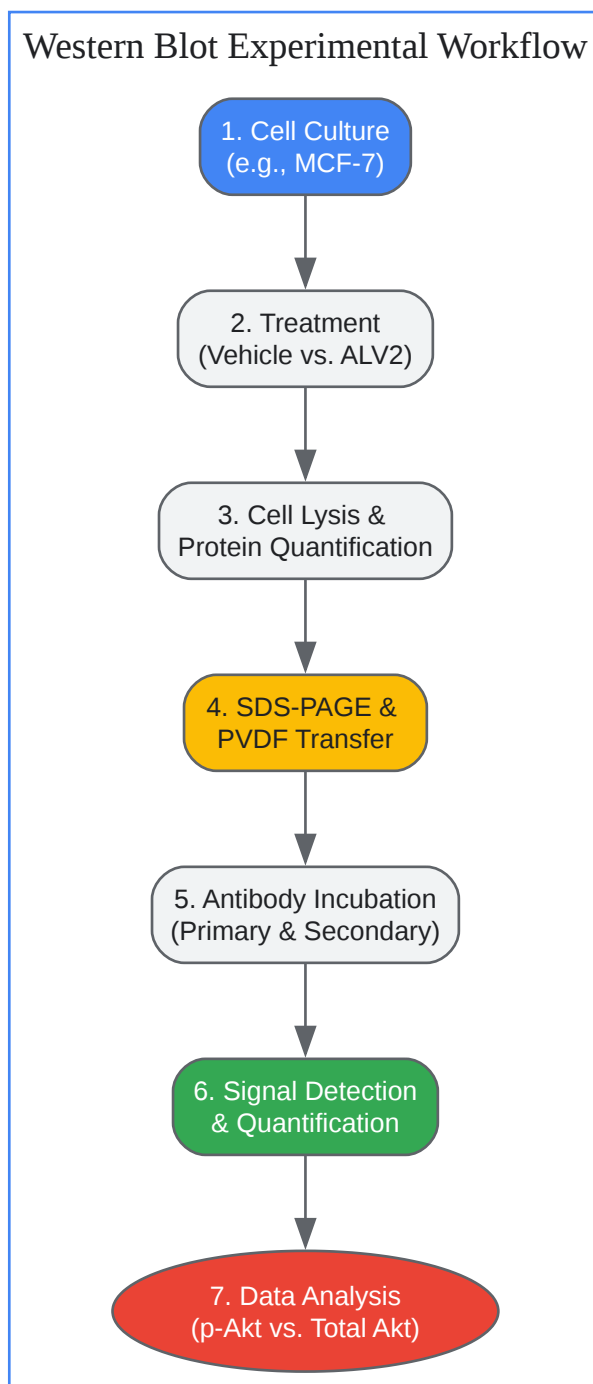 Western Blot Experimental Workflow
1. Cell Culture
(e.g., MCF-7)
2. Treatment
(Vehicle vs. ALV2)
3. Cell Lysis &
Protein Quantification
4. SDS-PAGE &
PVDF Transfer
5. Antibody Incubation
(Primary & Secondary)
6. Signal Detection
& Quantification
7. Data Analysis
(p-Akt vs. Total Akt)